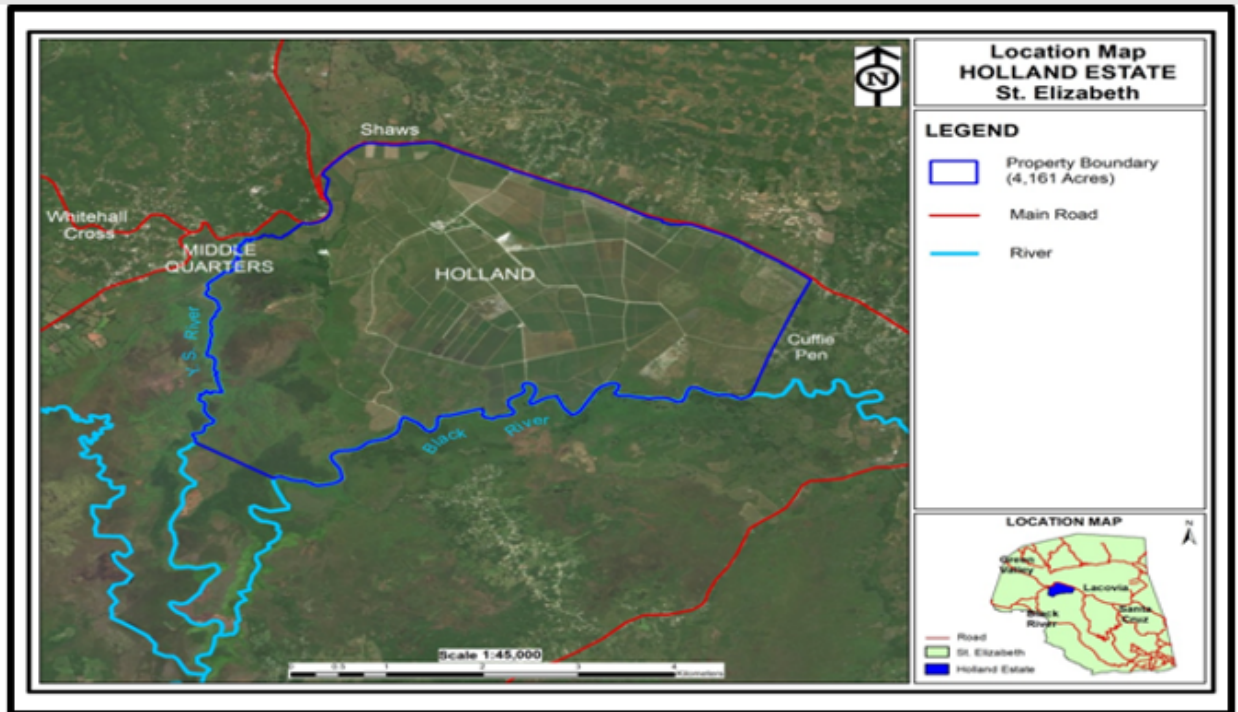 Location Map
HOLLAND ESTATE
St. Elizabeth
LEGEND
Property Boundary
(4,161 Acres)
Main Road
River
N
Shaws
Whitehall
Cross
MIDDLE
QUARTERS
HOLLAND
Y.S. River
Cuffie
Pen
Black River
Scale 1:45,000
0 0.5 1 2 3 4
Kilometers
LOCATION MAP
N
Green
Valley
Lacovia
Black
River
Santa
Cruz
Road
St. Elizabeth
Holland Estate